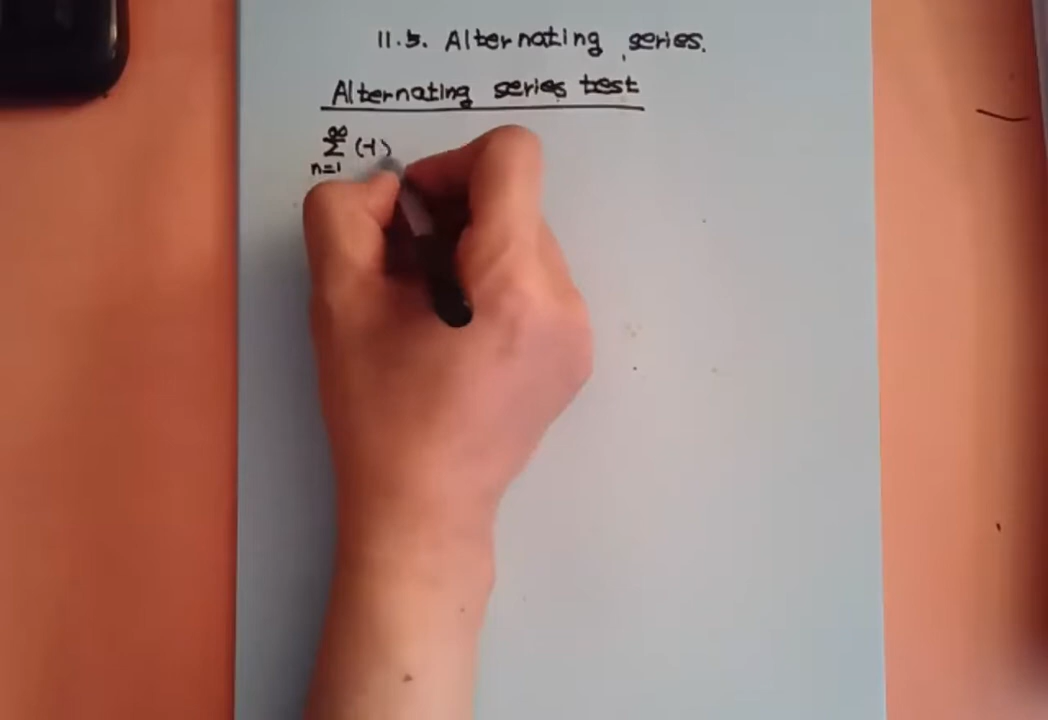 11.5. Alternating series.
Alternating series test
∞
Σ (-1)
n=1